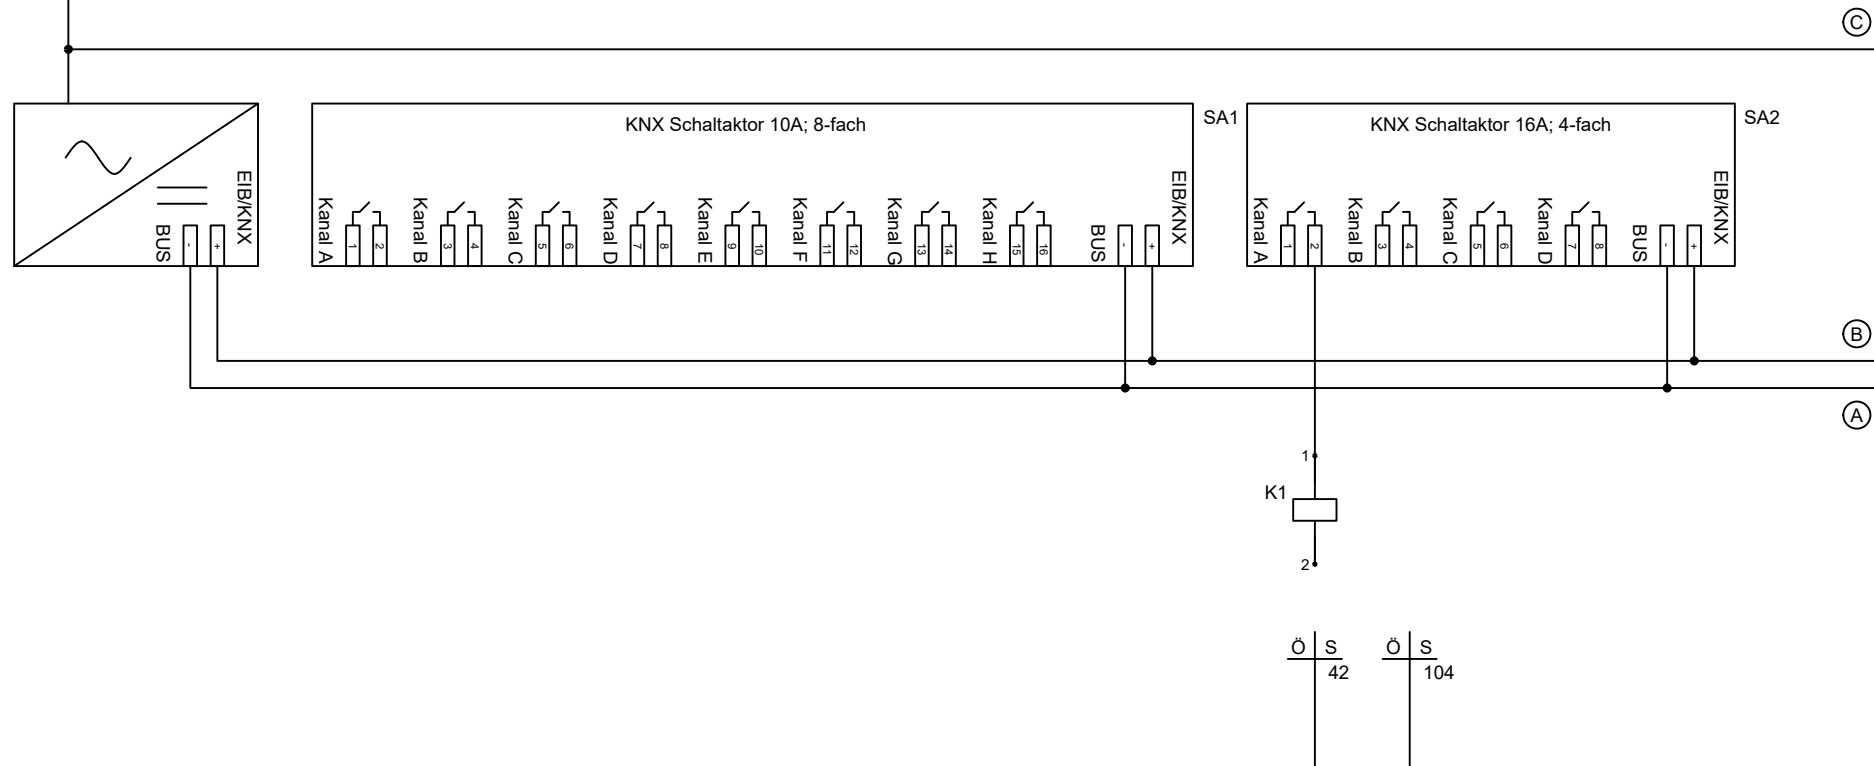 C
KNX Schaltaktor 10A; 8-fach
SA1
KNX Schaltaktor 16A; 4-fach
SA2
BUS
-
+
EIB/KNX
Kanal A
1
2
Kanal B
3
4
Kanal C
5
6
Kanal D
7
8
Kanal E
9
10
Kanal F
11
12
Kanal G
13
14
Kanal H
15
16
BUS
-
+
EIB/KNX
Kanal A
1
2
Kanal B
3
4
Kanal C
5
6
Kanal D
7
8
BUS
-
+
EIB/KNX
B
A
1
K1
2
Ö S
42
Ö S
104